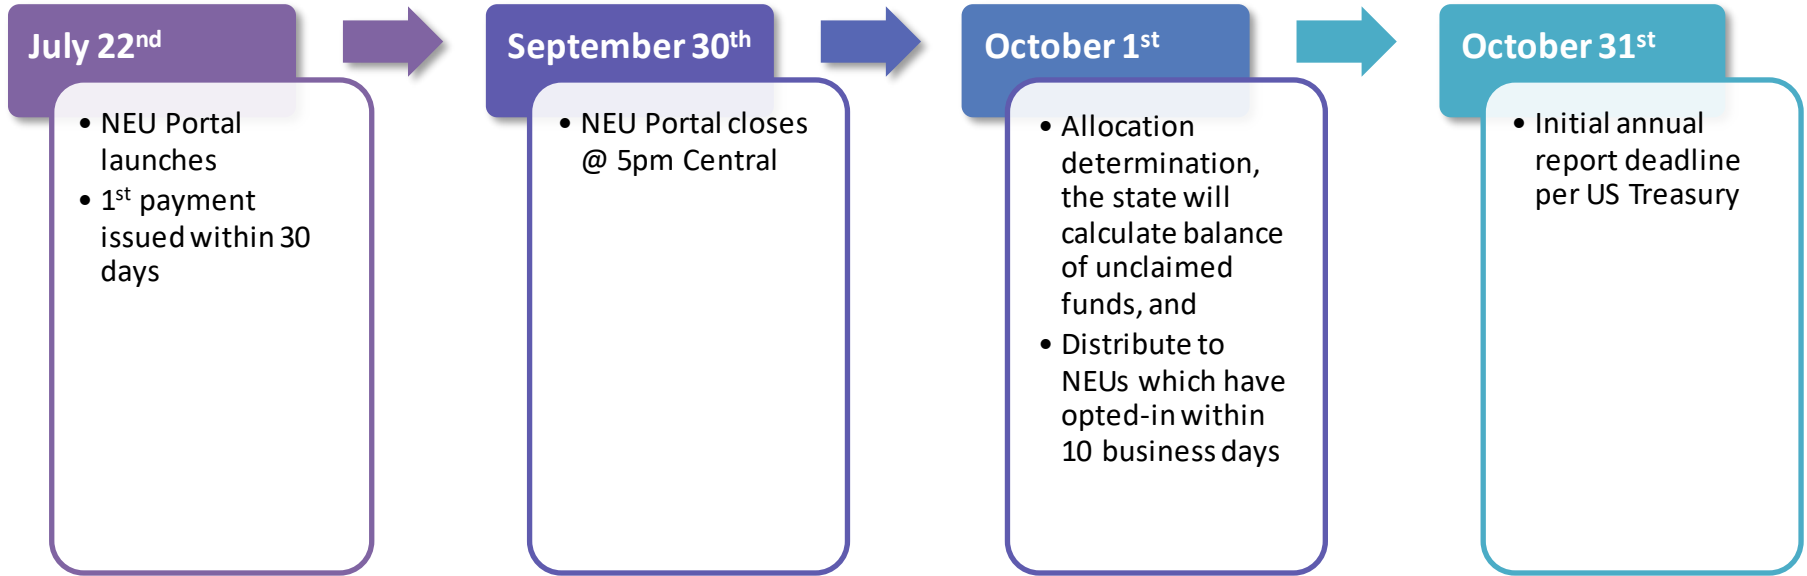 July 22nd
• NEU Portal
launches
• 1st payment
issued within 30
days
September 30th
• NEU Portal closes
@ 5pm Central
October 1st
• Allocation
determination,
the state will
calculate balance
of unclaimed
funds, and
• Distribute to
NEUs which have
opted-in within
10 business days
October 31st
• Initial annual
report deadline
per US Treasury